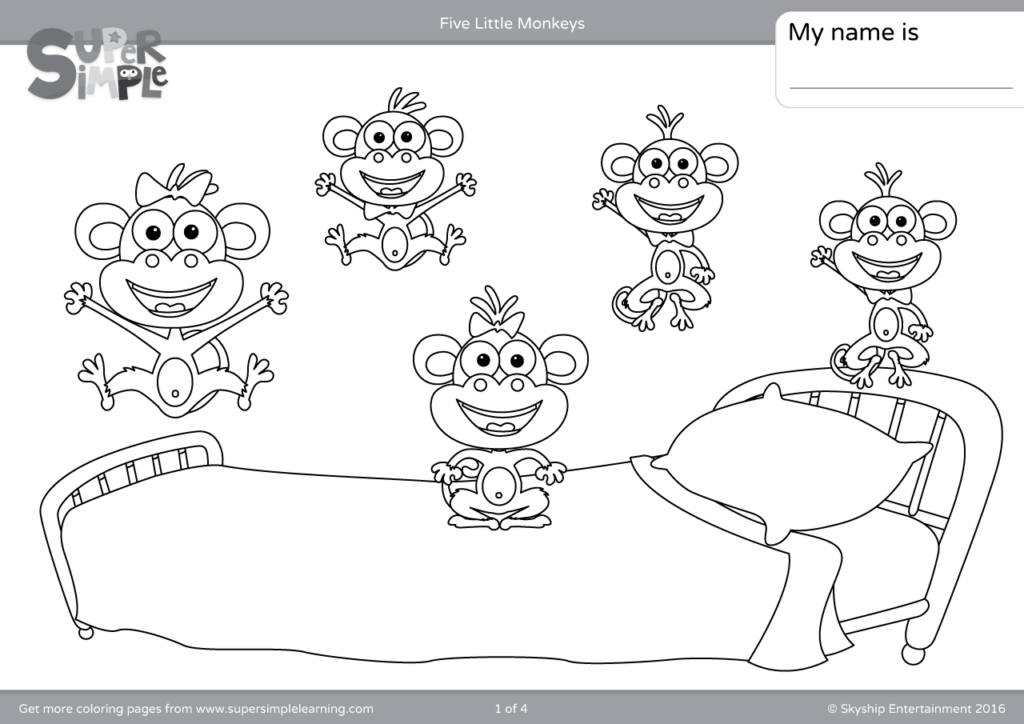 Five Little Monkeys
SUPER
SIMPLE
My name is
Get more coloring pages from www.supersimplelearning.com
1 of 4
© Skyship Entertainment 2016